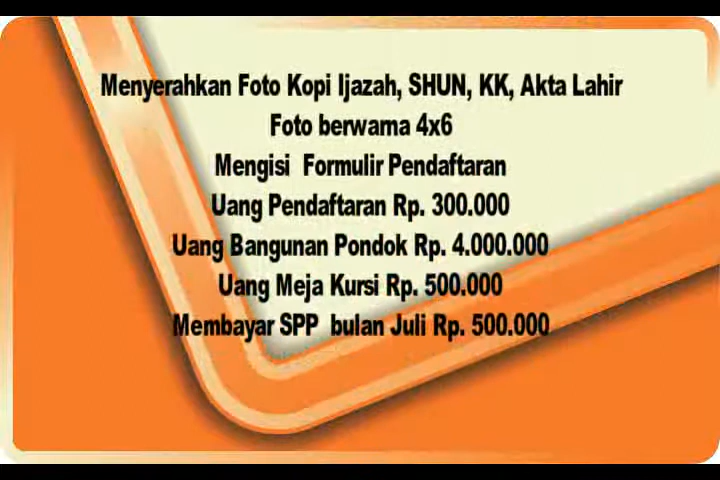 Menyerahkan Foto Kopi Ijazah, SHUN, KK, Akta Lahir
Foto berwarna 4x6
Mengisi Formulir Pendaftaran
Uang Pendaftaran Rp. 300.000
Uang Bangunan Pondok Rp. 4.000.000
Uang Meja Kursi Rp. 500.000
Membayar SPP bulan Juli Rp. 500.000